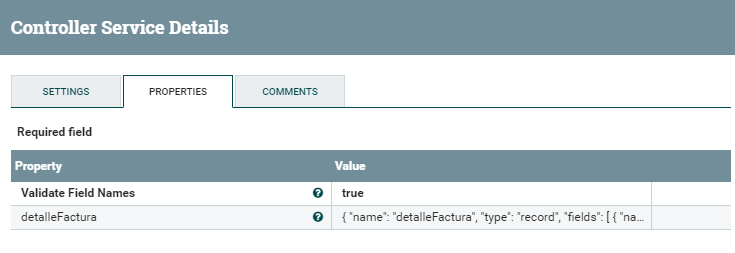 Controller Service Details
SETTINGS PROPERTIES COMMENTS
Required field
Property Value
Validate Field Names ? true
detalleFactura ? { "name": "detalleFactura", "type": "record", "fields": [ { "na...